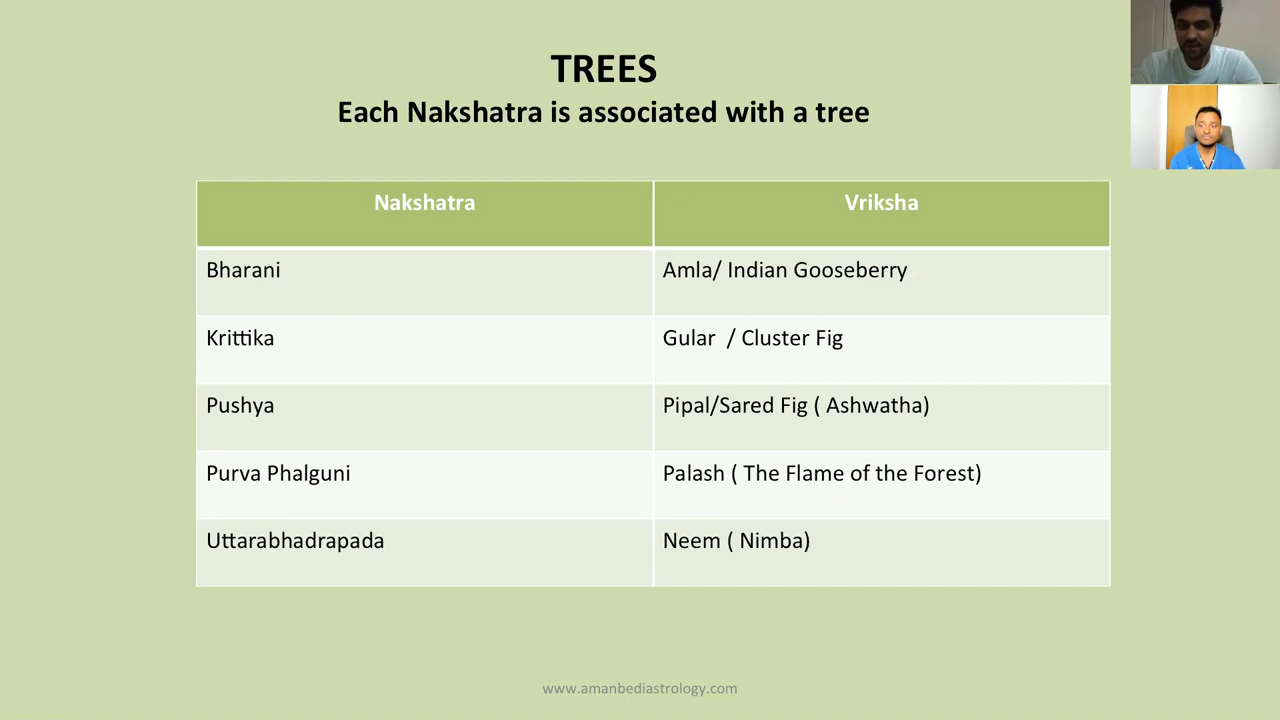 TREES
Each Nakshatra is associated with a tree
Nakshatra Vriksha
Bharani Amla/ Indian Gooseberry
Krittika Gular / Cluster Fig
Pushya Pipal/Sared Fig ( Ashwatha)
Purva Phalguni Palash ( The Flame of the Forest)
Uttarabhadrapada Neem ( Nimba)
www.amanbediastrology.com